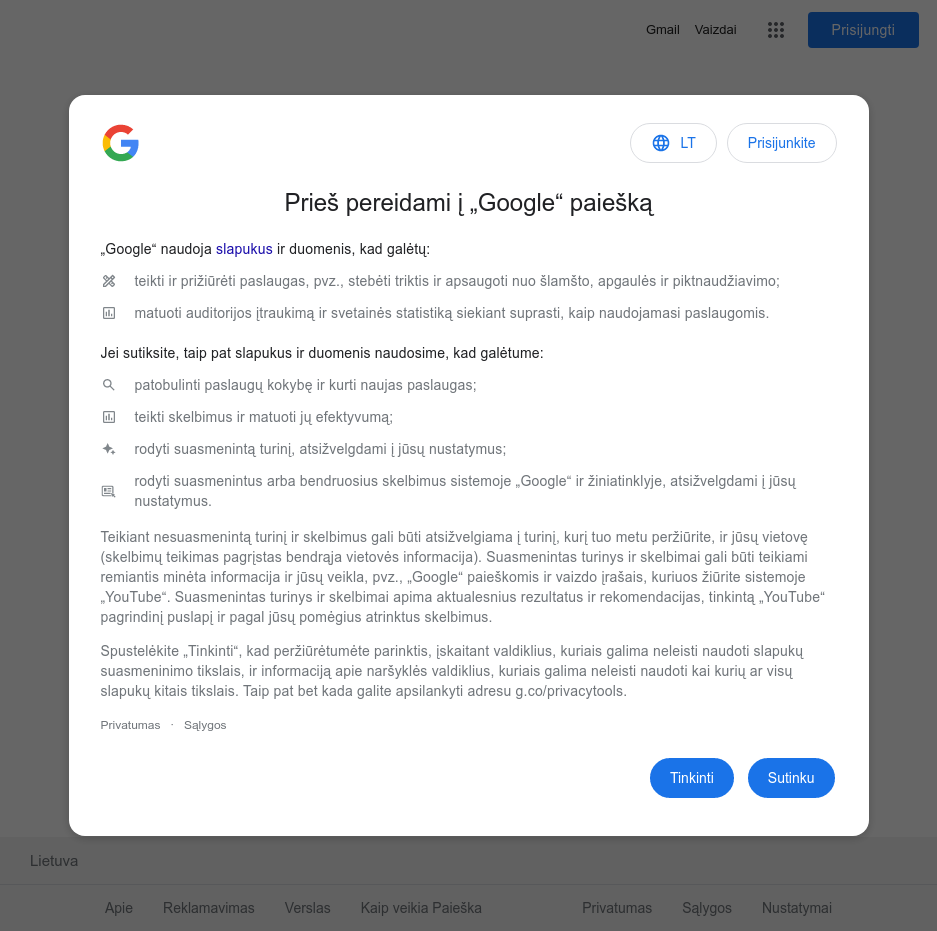 Gmail Vaizdai Prisijungti
LT Prisijunkite
Prieš pereidami į „Google“ paiešką
„Google“ naudoja slapukus ir duomenis, kad galėtų:
teikti ir prižiūrėti paslaugas, pvz., stebėti triktis ir apsaugoti nuo šlamšto, apgaulės ir piktnaudžiavimo;
matuoti auditorijos įtraukimą ir svetainės statistiką siekiant suprasti, kaip naudojamasi paslaugomis.
Jei sutiksite, taip pat slapukus ir duomenis naudosime, kad galėtume:
patobulinti paslaugų kokybę ir kurti naujas paslaugas;
teikti skelbimus ir matuoti jų efektyvumą;
rodyti suasmenintą turinį, atsižvelgdami į jūsų nustatymus;
rodyti suasmenintus arba bendruosius skelbimus sistemoje „Google“ ir žiniatinklyje, atsižvelgdami į jūsų
nustatymus.
Teikiant nesuasmenintą turinį ir skelbimus gali būti atsižvelgiama į turinį, kurį tuo metu peržiūrite, ir jūsų vietovę
(skelbimų teikimas pagrįstas bendrąja vietovės informacija). Suasmenintas turinys ir skelbimai gali būti teikiami
remiantis minėta informacija ir jūsų veikla, pvz., „Google“ paieškomis ir vaizdo įrašais, kuriuos žiūrite sistemoje
„YouTube“. Suasmenintas turinys ir skelbimai apima aktualesnius rezultatus ir rekomendacijas, tinkintą „YouTube“
pagrindinį puslapį ir pagal jūsų pomėgius atrinktus skelbimus.
Spustelėkite „Tinkinti“, kad peržiūrėtumėte parinktis, įskaitant valdiklius, kuriais galima neleisti naudoti slapukų
suasmeninimo tikslais, ir informaciją apie naršyklės valdiklius, kuriais galima neleisti naudoti kai kurių ar visų
slapukų kitais tikslais. Taip pat bet kada galite apsilankyti adresu g.co/privacytools.
Privatumas · Sąlygos
Tinkinti Sutinku
Lietuva
Apie Reklamavimas Verslas Kaip veikia Paieška Privatumas Sąlygos Nustatymai